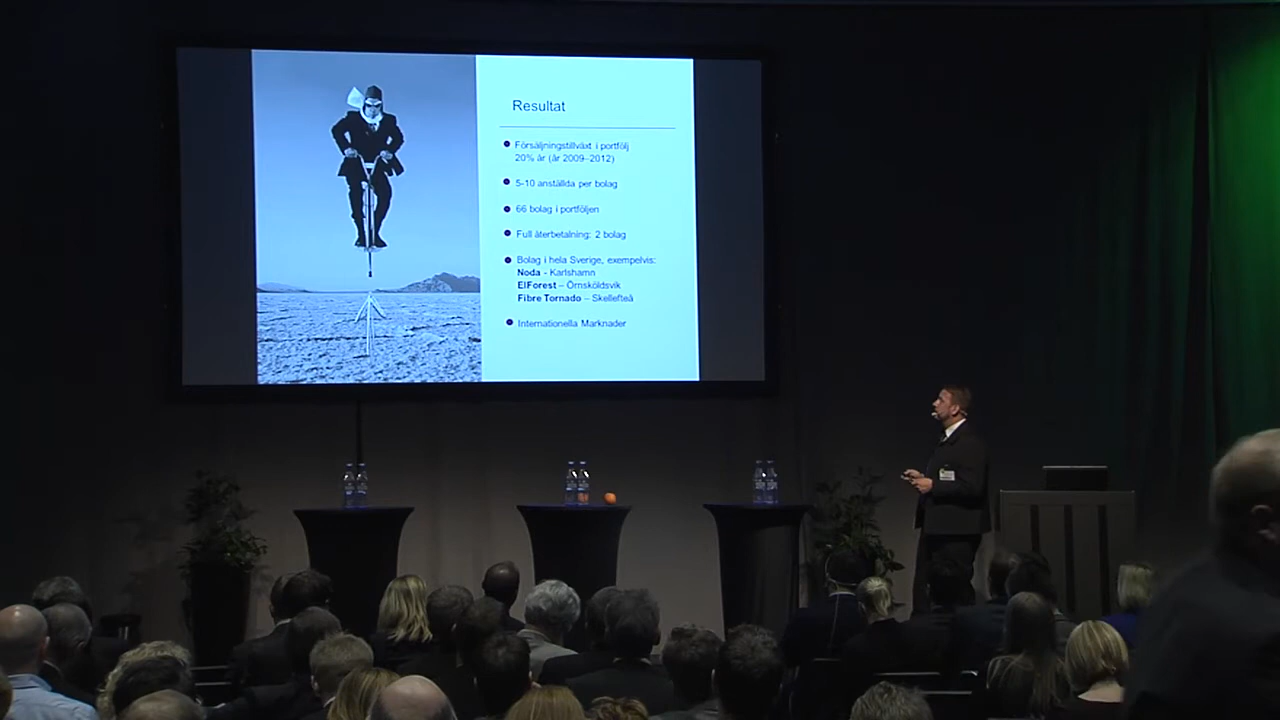 Resultat
Försäljningstillväxt i portfölj
20% år (år 2009–2012)
5-10 anställda per bolag
66 bolag i portföljen
Full återbetalning: 2 bolag
Bolag i hela Sverige, exempelvis:
Noda - Karlshamn
ElForest – Örnsköldsvik
Fibre Tornado – Skellefteå
Internationella Marknader